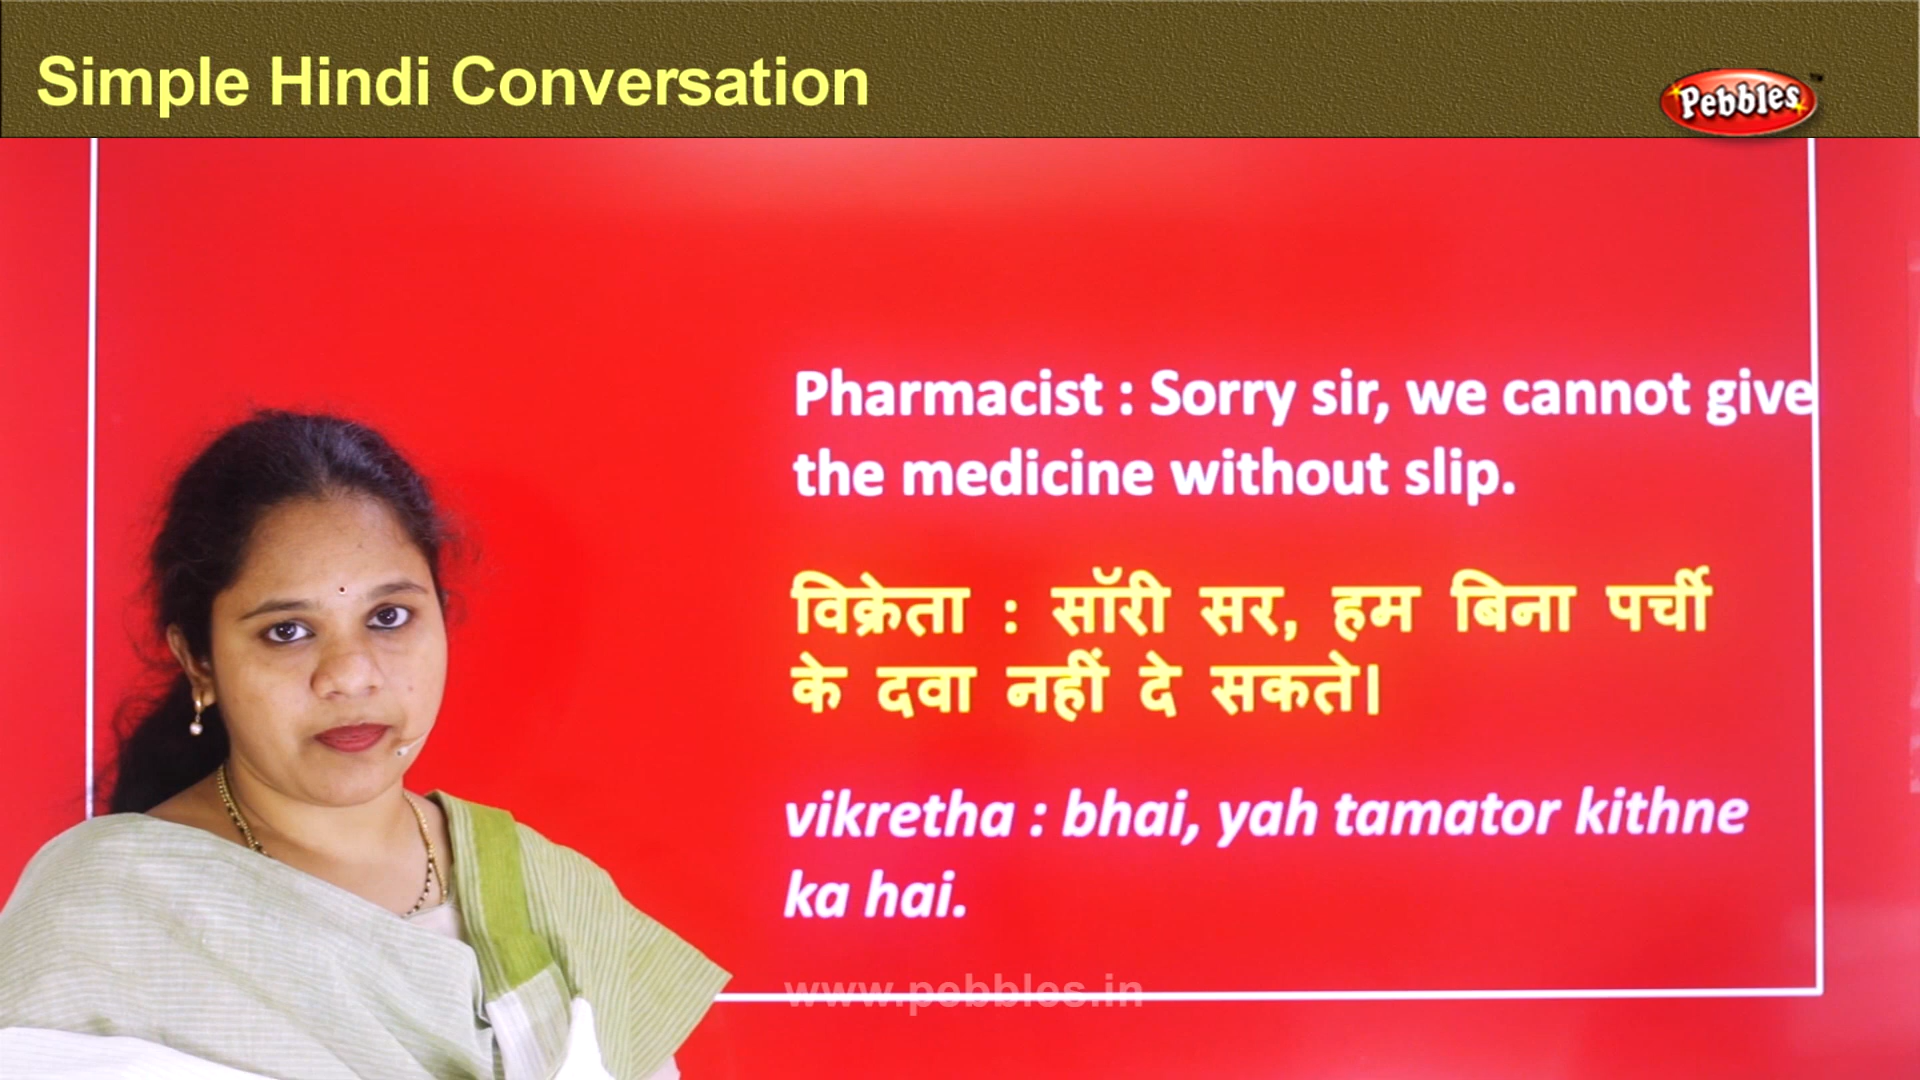 Simple Hindi Conversation
Pebbles™
Pharmacist : Sorry sir, we cannot give
the medicine without slip.
विक्रेता : सॉरी सर, हम बिना पर्ची
के दवा नहीं दे सकते।
vikretha : bhai, yah tamator kithne
ka hai.
www.pebbles.in